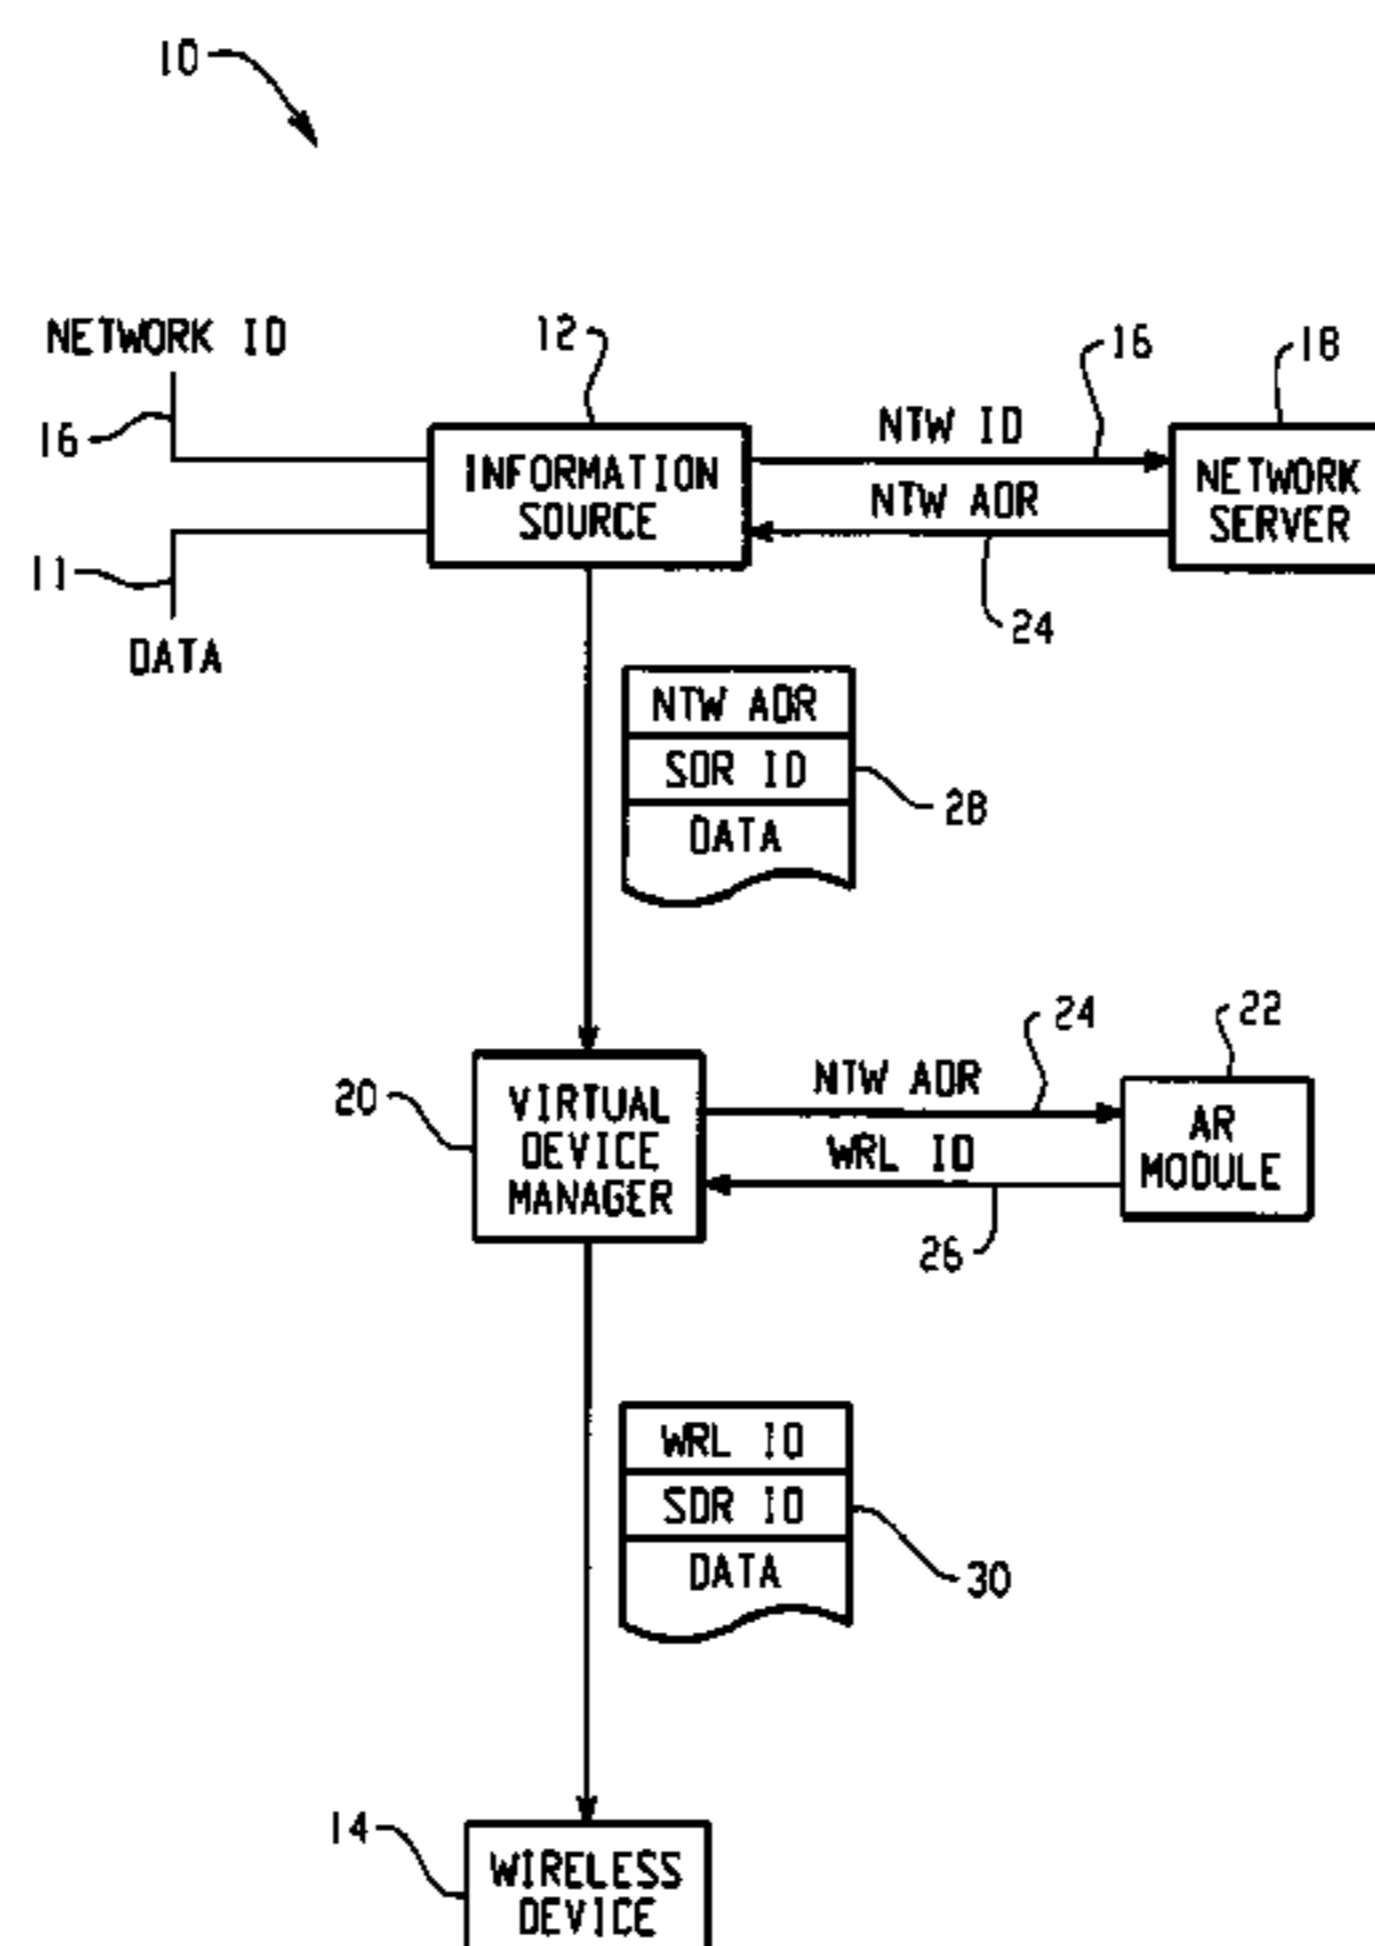 10
NETWORK ID
12
16
18
16
NTW ID
INFORMATION
SOURCE
NETWORK
SERVER
NTW ADR
11
24
DATA
NTW ADR
SDR ID
28
DATA
24
22
20
NTW ADR
VIRTUAL
DEVICE
MANAGER
AR
MODULE
WRL ID
26
WRL ID
SDR ID
30
DATA
14
WIRELESS
DEVICE